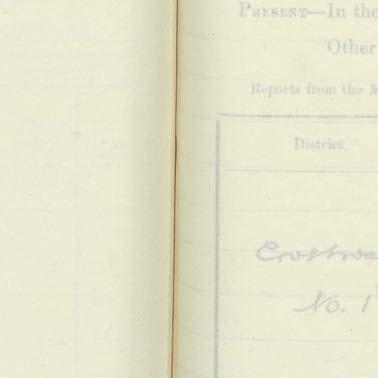 PRESENT—In the
Other
Reports from the M
District.
No. 1